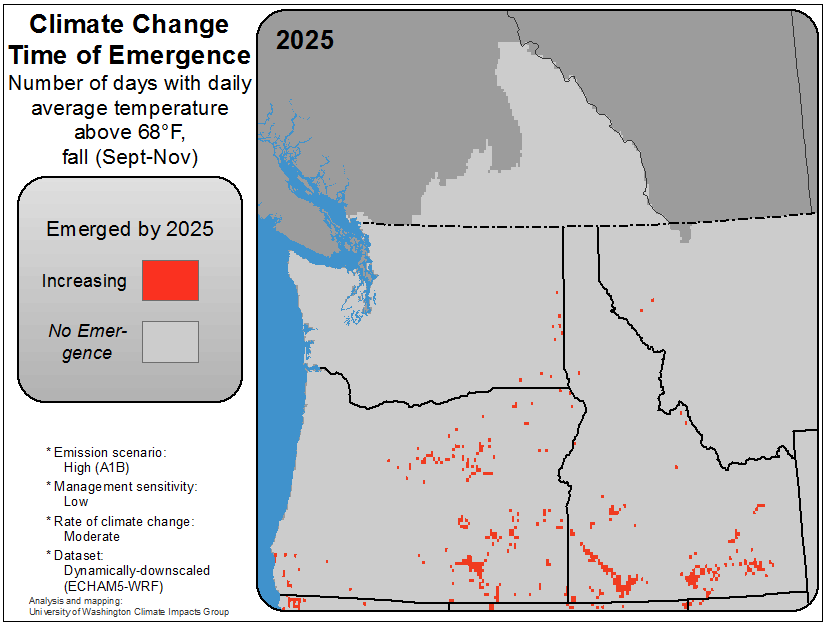 Climate Change
Time of Emergence
Number of days with daily
average temperature
above 68°F,
fall (Sept-Nov)
2025
Emerged by 2025
Increasing
No Emer-
gence
* Emission scenario:
High (A1B)
* Management sensitivity:
Low
* Rate of climate change:
Moderate
* Dataset:
Dynamically-downscaled
(ECHAM5-WRF)
Analysis and mapping:
University of Washington Climate Impacts Group